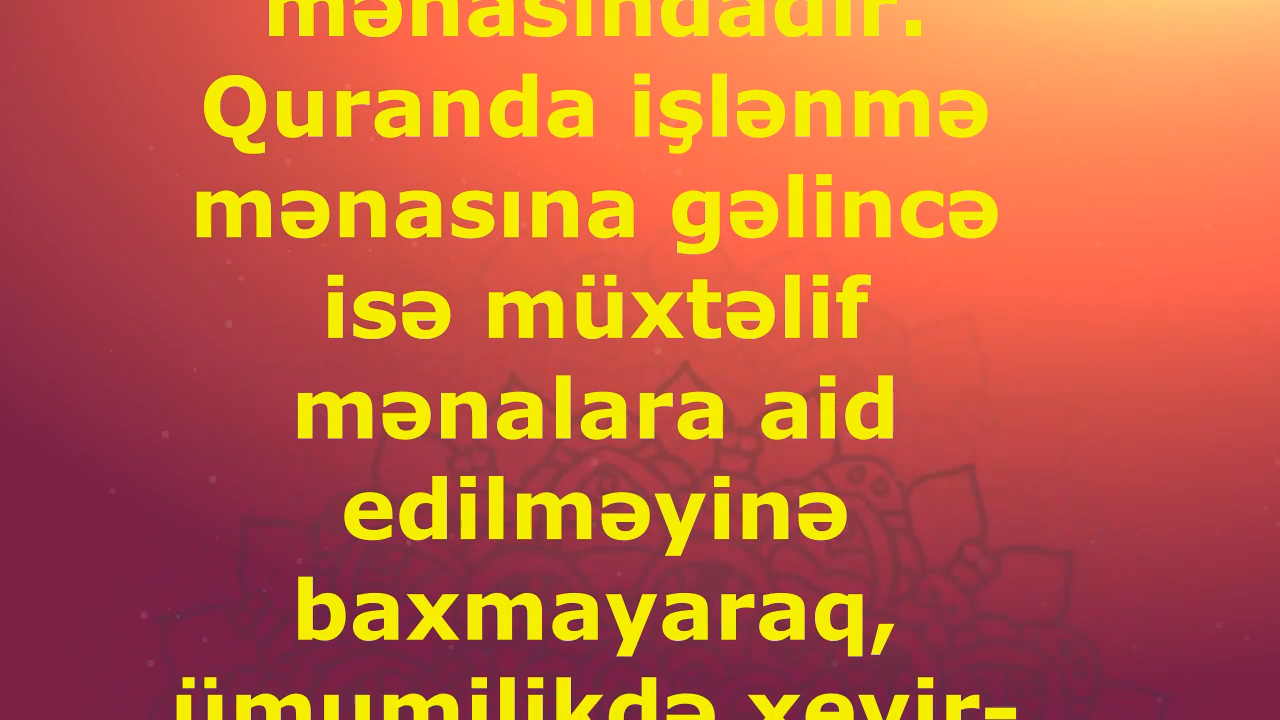 mənasındadır.
Quranda işlənmə
mənasına gəlincə
isə müxtəlif
mənalara aid
edilməyinə
baxmayaraq,
ümumilikdə xeyir-